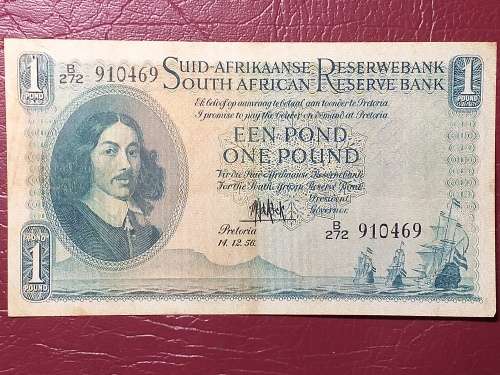 1
POND
B/272 910469
SUID-AFRIKAANSE RESERWEBANK
SOUTH AFRICAN RESERVE BANK
1
POUND
Ek beloof op aanvraag te betaal aan toonder te Pretoria
I promise to pay the bearer on demand at Pretoria.
EEN POND
ONE POUND
Vir die Suid-Afrikaanse Reserwebank
For the South African Reserve Bank.
President
Governor.
Pretoria
14.12.56.
B/272 910469
1
POUND